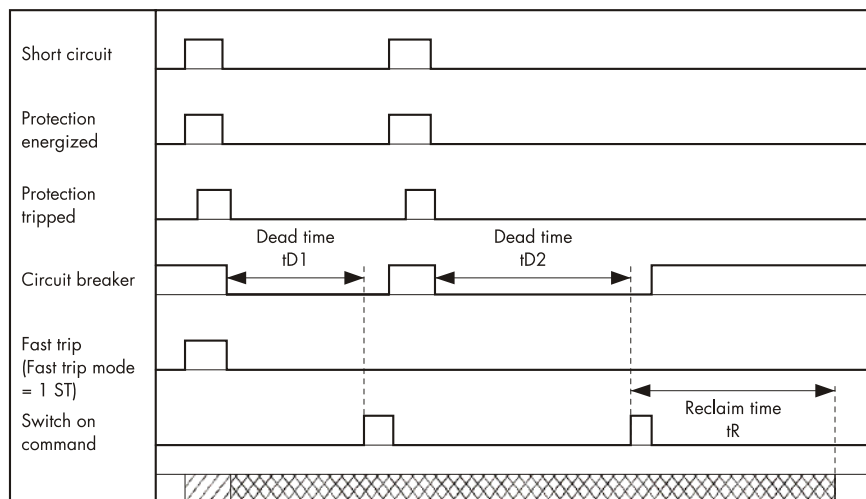 Short circuit
Protection
energized
Protection
tripped
Dead time
tD1
Dead time
tD2
Circuit breaker
Fast trip
(Fast trip mode
= 1 ST)
Switch on
command
Reclaim time
tR